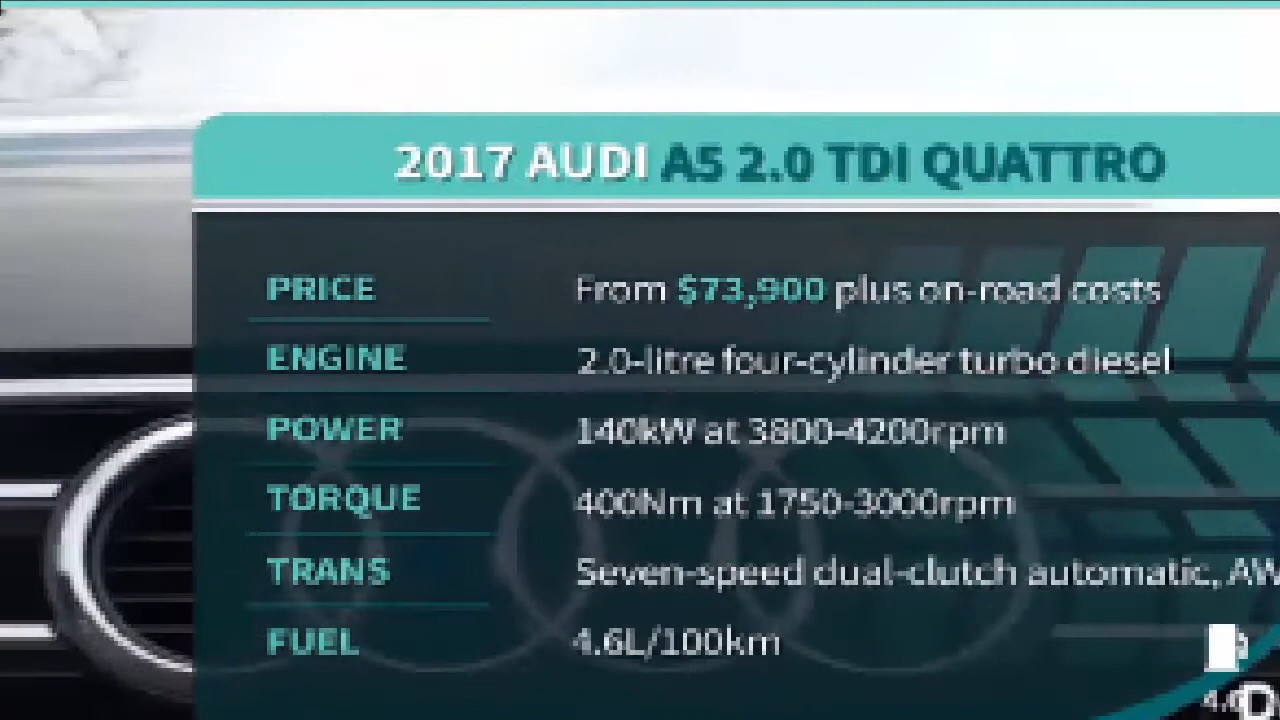 2017 AUDI A5 2.0 TDI QUATTRO
PRICE From $73,900 plus on-road costs
ENGINE 2.0-litre four-cylinder turbo diesel
POWER 140kW at 3800-4200rpm
TORQUE 400Nm at 1750-3000rpm
TRANS Seven-speed dual-clutch automatic, AW
FUEL 4.6L/100km